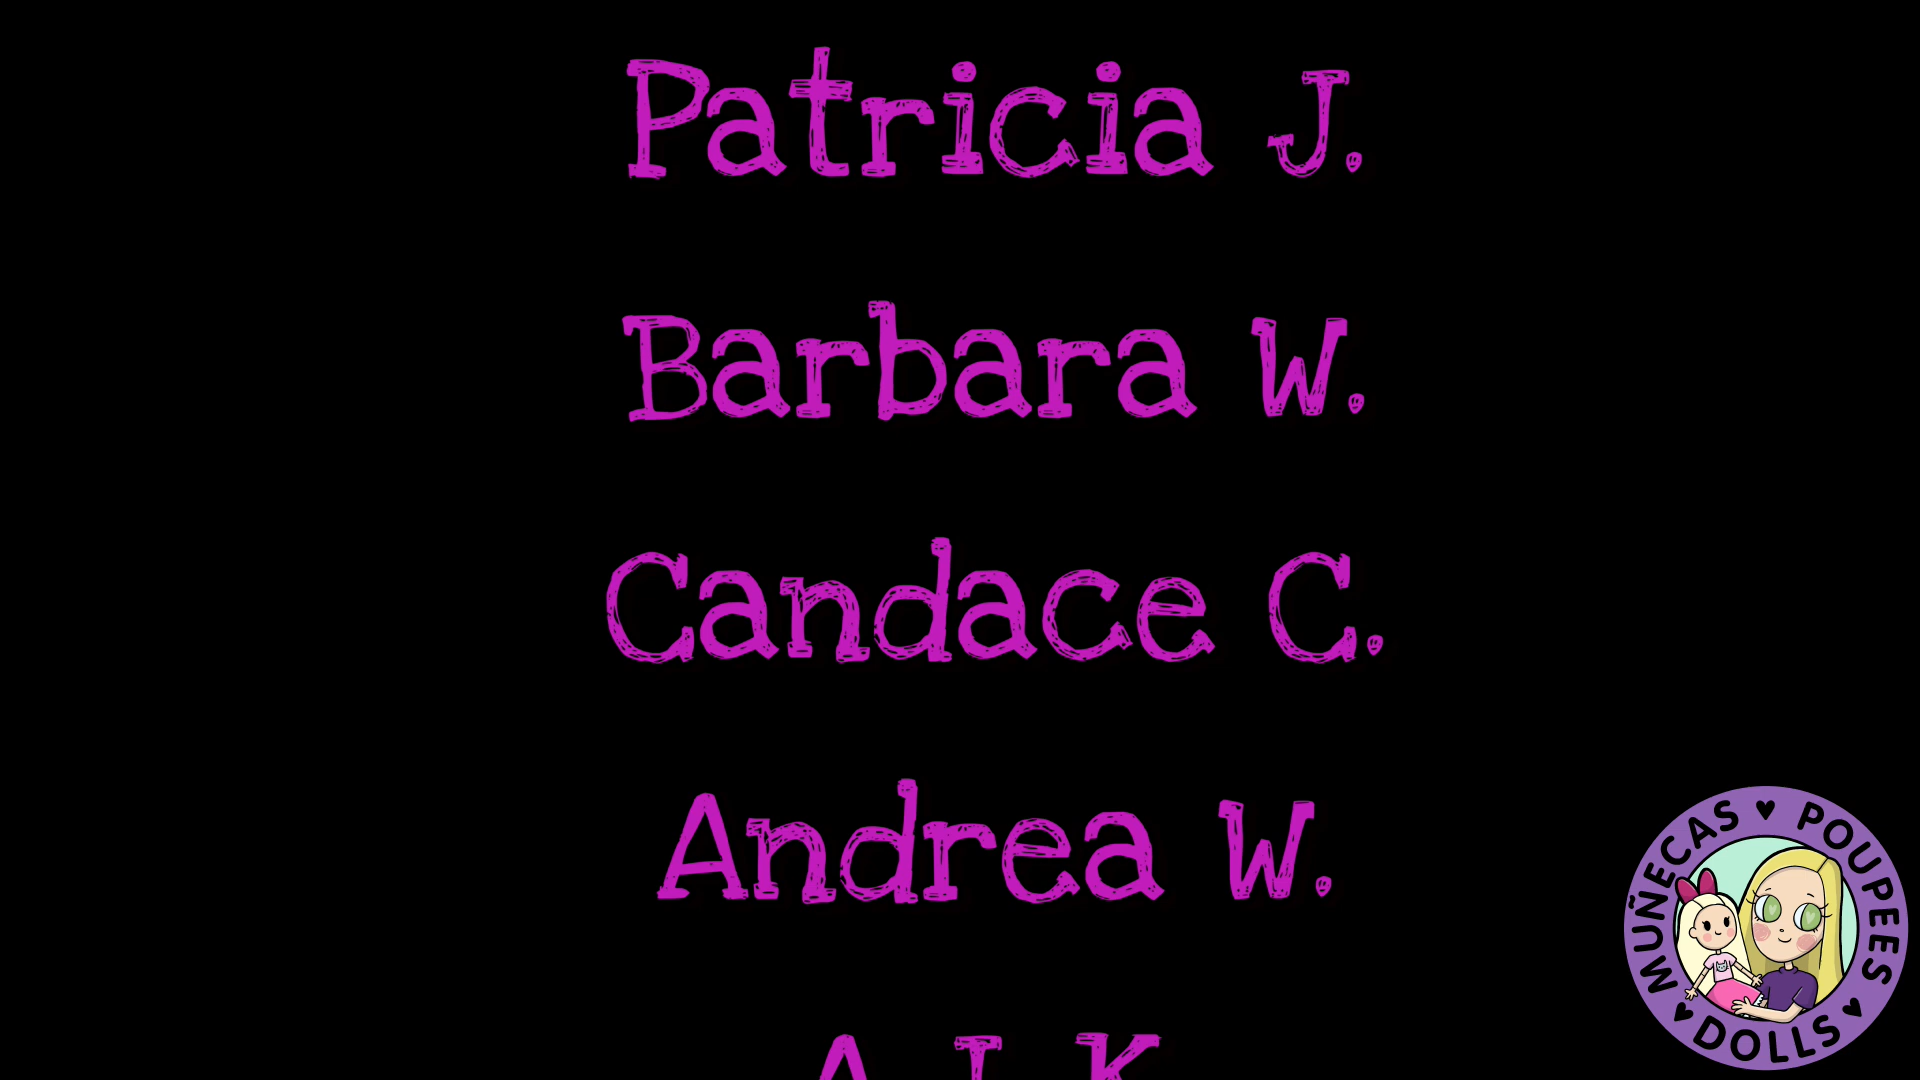 Patricia J.
Barbara W.
Candace C.
Andrea W.
MUÑECAS ♥ POUPEES ♥ DOLLS ♥